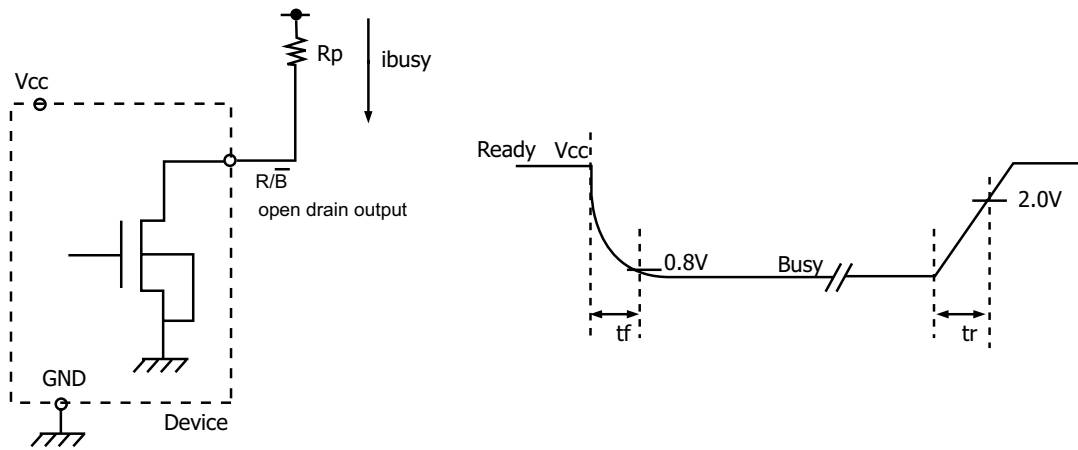 Rp
ibusy
Vcc
R/B̅
open drain output
GND
Device
Ready Vcc
0.8V
Busy
2.0V
tf
tr